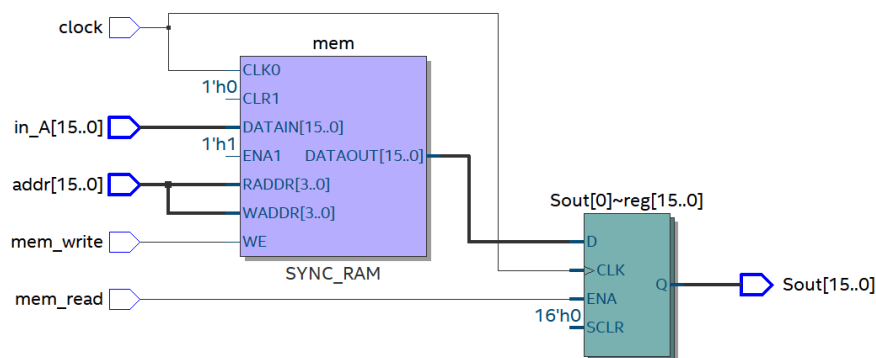 clock
mem
CLK0
1'h0
CLR1
in_A[15..0]
DATAIN[15..0]
1'h1
ENA1 DATAOUT[15..0]
addr[15..0]
RADDR[3..0]
WADDR[3..0]
mem_write
WE
SYNC_RAM
Sout[0]~reg[15..0]
D
CLK
mem_read
ENA
Q
Sout[15..0]
16'h0
SCLR